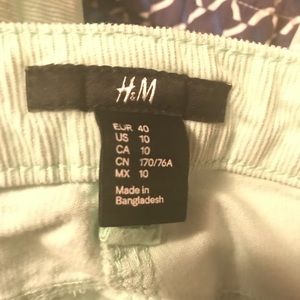 H&M
EUR 40
US 10
CA 10
CN 170/76A
MX 10
Made in
Bangladesh